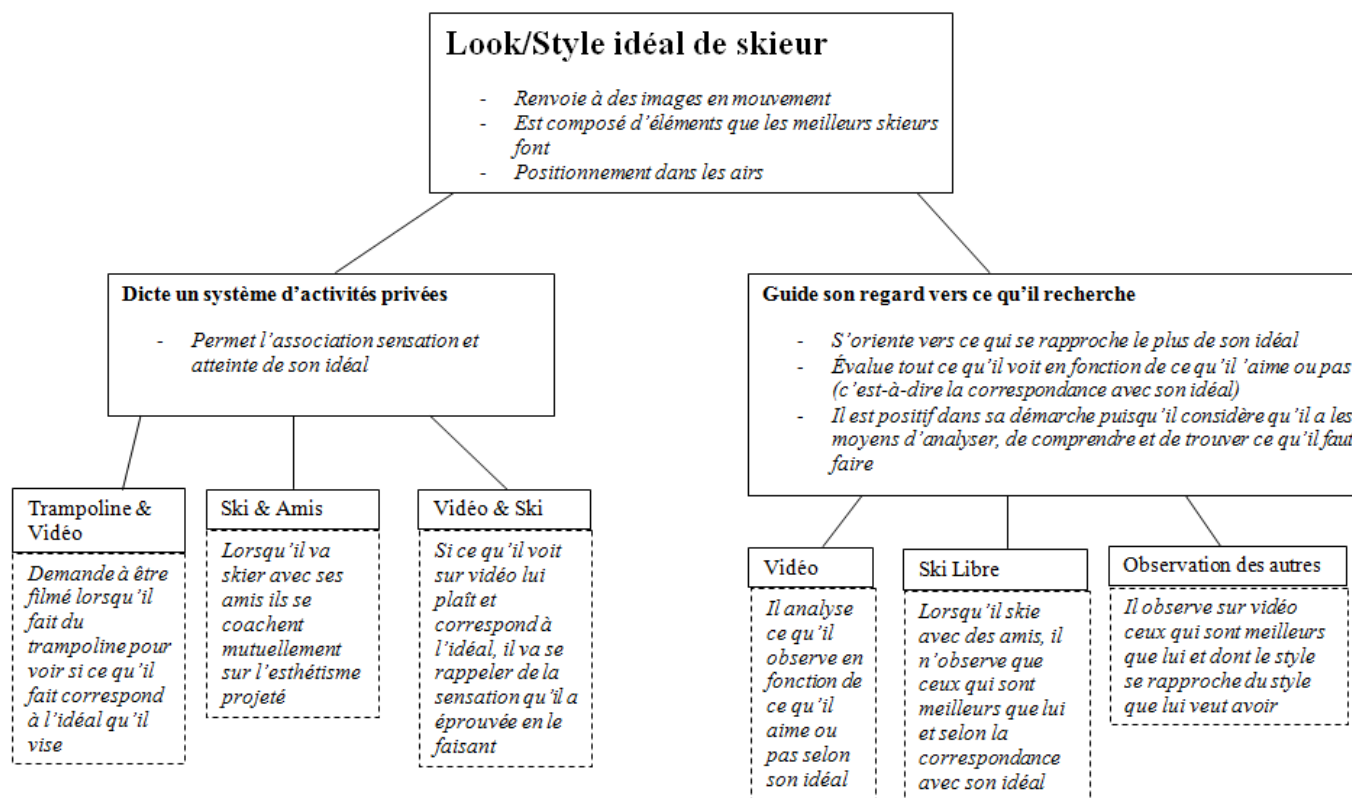 Look/Style idéal de skieur
- Renvoie à des images en mouvement
- Est composé d'éléments que les meilleurs skieurs
font
- Positionnement dans les airs
Dicte un système d'activités privées
- Permet l'association sensation et
atteinte de son idéal
Guide son regard vers ce qu'il recherche
- S'oriente vers ce qui se rapproche le plus de son idéal
- Évalue tout ce qu'il voit en fonction de ce qu'il 'aime ou pas
(c'est-à-dire la correspondance avec son idéal)
- Il est positif dans sa démarche puisqu'il considère qu'il a les
moyens d'analyser, de comprendre et de trouver ce qu'il faut
faire
Trampoline &
Vidéo
Demande à être
filmé lorsqu'il
fait du
trampoline pour
voir si ce qu'il
fait correspond
à l'idéal qu'il
vise
Ski & Amis
Lorsqu'il va
skier avec ses
amis ils se
coachent
mutuellement
sur l'esthétisme
projeté
Vidéo & Ski
Si ce qu'il voit
sur vidéo lui
plaît et
correspond à
l'idéal, il va se
rappeler de la
sensation qu'il a
éprouvée en le
faisant
Vidéo
Il analyse
ce qu'il
observe en
fonction de
ce qu'il
aime ou
pas selon
son idéal
Ski Libre
Lorsqu'il skie
avec des amis, il
n'observe que
ceux qui sont
meilleurs que lui
et selon la
correspondance
avec son idéal
Observation des autres
Il observe sur vidéo
ceux qui sont meilleurs
que lui et dont le style
se rapproche du style
que lui veut avoir